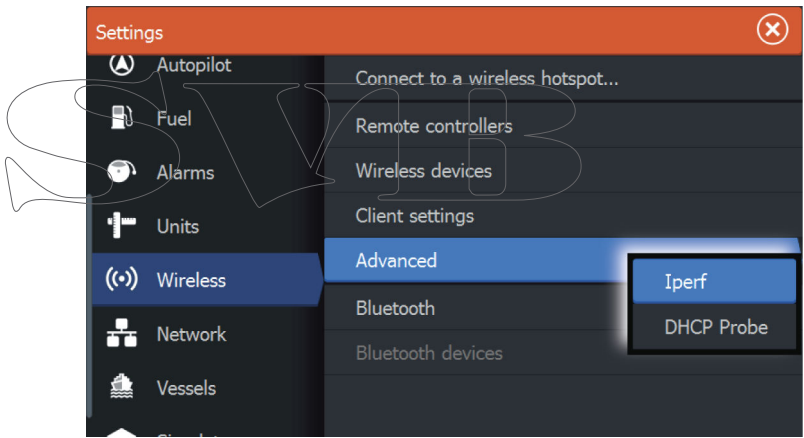 Settings
Autopilot
Fuel
Alarms
Units
Wireless
Network
Vessels
Connect to a wireless hotspot...
Remote controllers
Wireless devices
Client settings
Advanced
Bluetooth
Bluetooth devices
Iperf
DHCP Probe
SVB